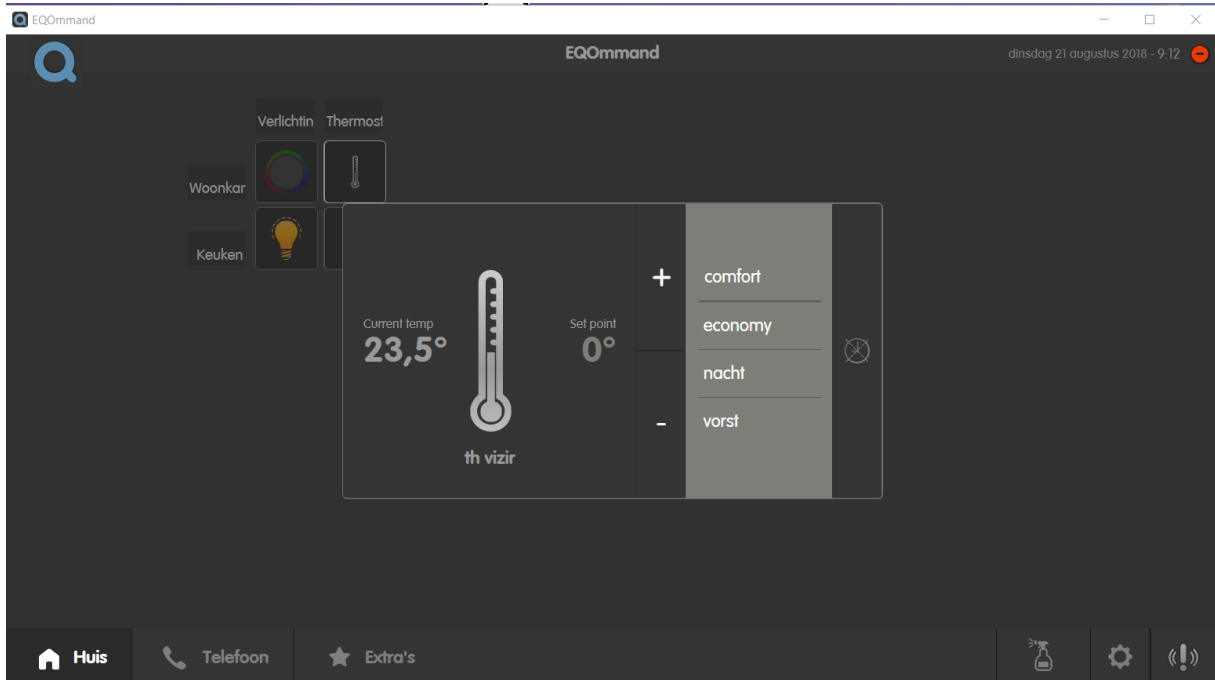 EQOmmand
EQOmmand
dinsdag 21 augustus 2018 - 9:12
Verlichtin Thermost
Woonkar
Keuken
Current temp
23,5°
Set point
0°
th vizir
+
-
comfort
economy
nacht
vorst
Huis
Telefoon
Extra's